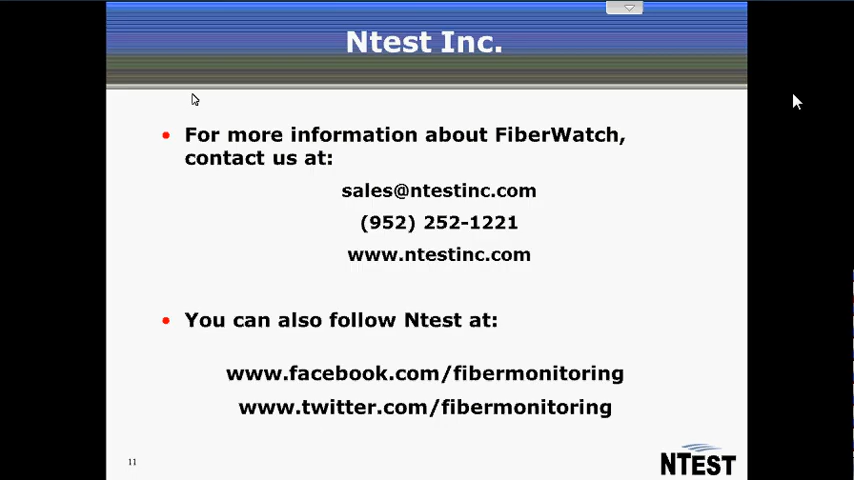 Ntest Inc.
• For more information about FiberWatch,
contact us at:
sales@ntestinc.com
(952) 252-1221
www.ntestinc.com
• You can also follow Ntest at:
www.facebook.com/fibermonitoring
www.twitter.com/fibermonitoring
11
NTEST